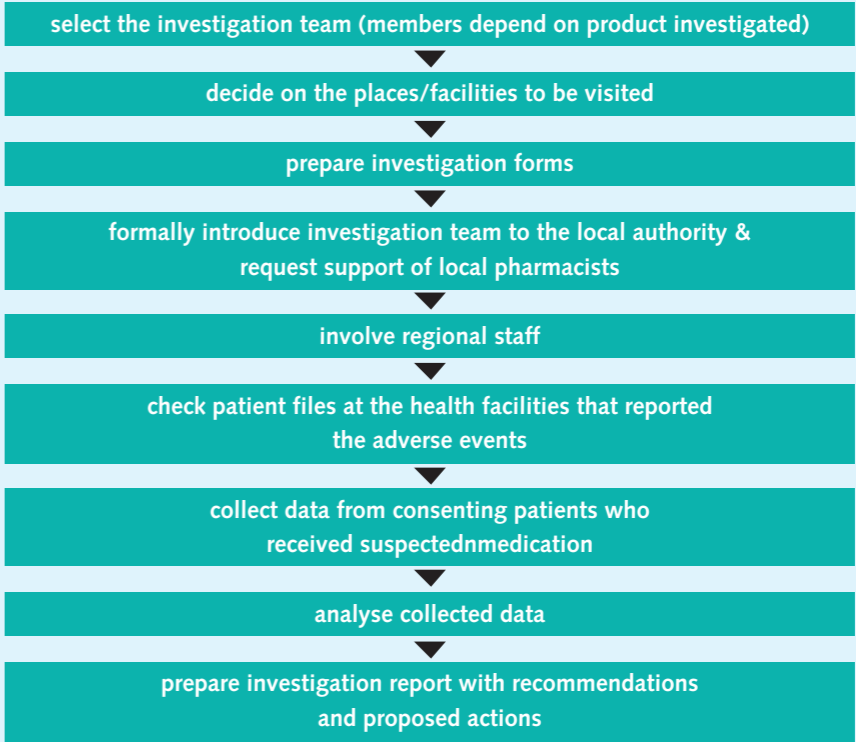 select the investigation team (members depend on product investigated)
decide on the places/facilities to be visited
prepare investigation forms
formally introduce investigation team to the local authority &
request support of local pharmacists
involve regional staff
check patient files at the health facilities that reported
the adverse events
collect data from consenting patients who
received suspectednmedication
analyse collected data
prepare investigation report with recommendations
and proposed actions